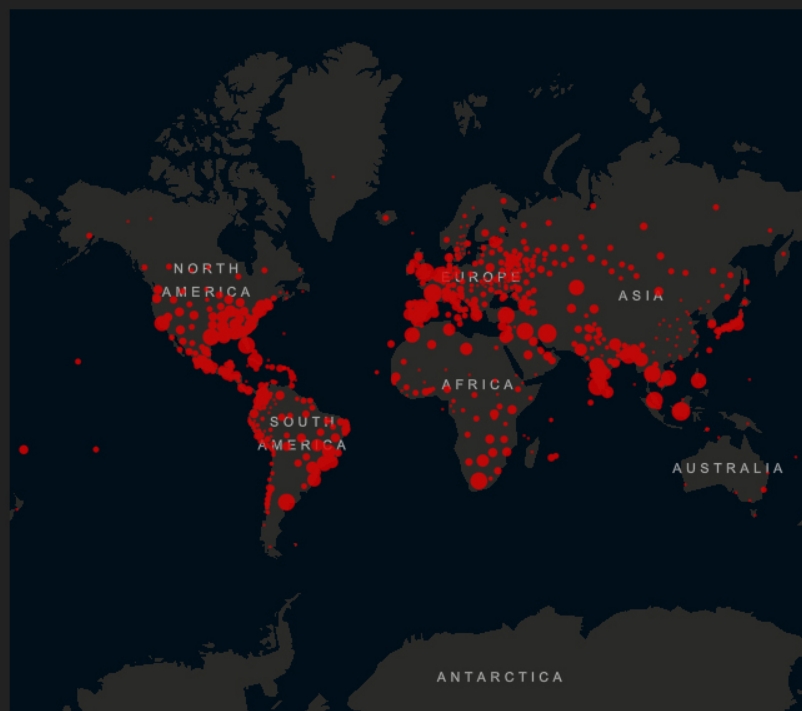 NORTH
AMERICA
EUROPE
ASIA
AFRICA
SOUTH
AMERICA
AUSTRALIA
ANTARCTICA